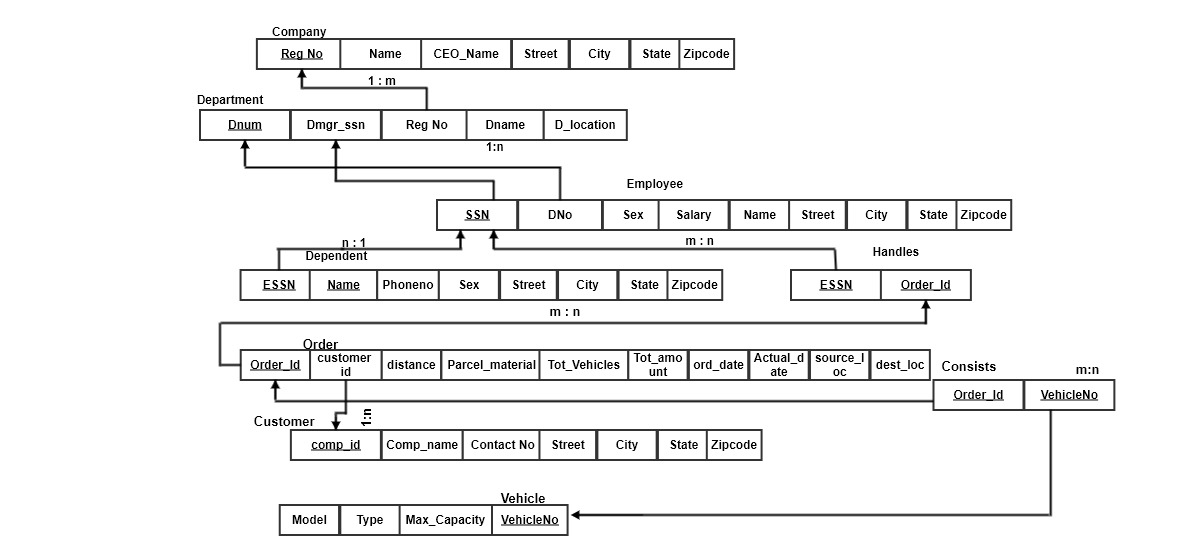 Company
Reg No Name CEO_Name Street City State Zipcode
1 : m
Department
Dnum Dmgr_ssn Reg No Dname D_location
1:n
Employee
SSN DNo Sex Salary Name Street City State Zipcode
n : 1
m : n
Dependent
Handles
ESSN Name Phoneno Sex Street City State Zipcode
ESSN Order_Id
m : n
Order
Order_Id customer distance Parcel_material Tot_Vehicles Tot_amo ord_date Actual_d source_l dest_loc
id unt ate oc
Consists
m:n
Order_Id VehicleNo
1:n
Customer
comp_id Comp_name Contact No Street City State Zipcode
Vehicle
Model Type Max_Capacity VehicleNo